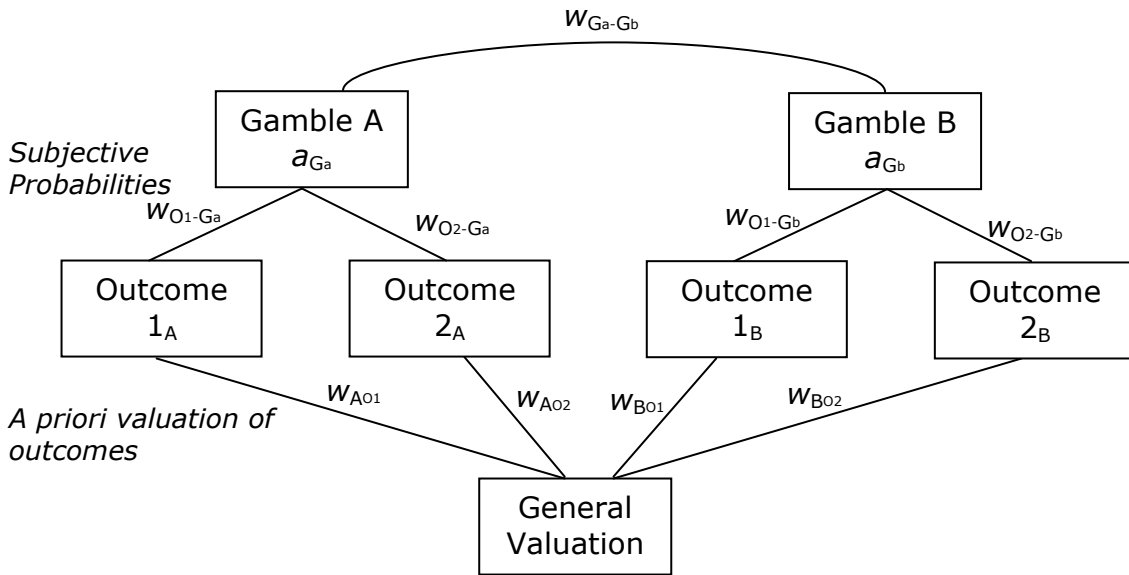 wGa-Gb
Gamble A
aGa
Gamble B
aGb
Subjective
Probabilities
wO1-Ga
wO2-Ga
wO1-Gb
wO2-Gb
Outcome
1A
Outcome
2A
Outcome
1B
Outcome
2B
wAO1
wAO2
wBO1
wBO2
A priori valuation of
outcomes
General
Valuation